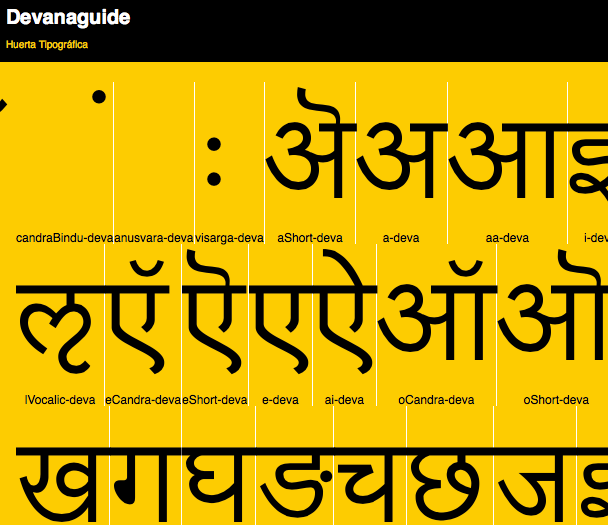 Devanaguide
Huerta Tipográfica
ँ ं ः ऄ अ आ इ
candraBindu-deva anusvara-deva visarga-deva aShort-deva a-deva aa-deva i-deva
ऌ ऍ ऎ ए ऐ ऑ ऒ
lVocalic-deva eCandra-deva eShort-deva e-deva ai-deva oCandra-deva oShort-deva
ख ग घ ङ च छ ज